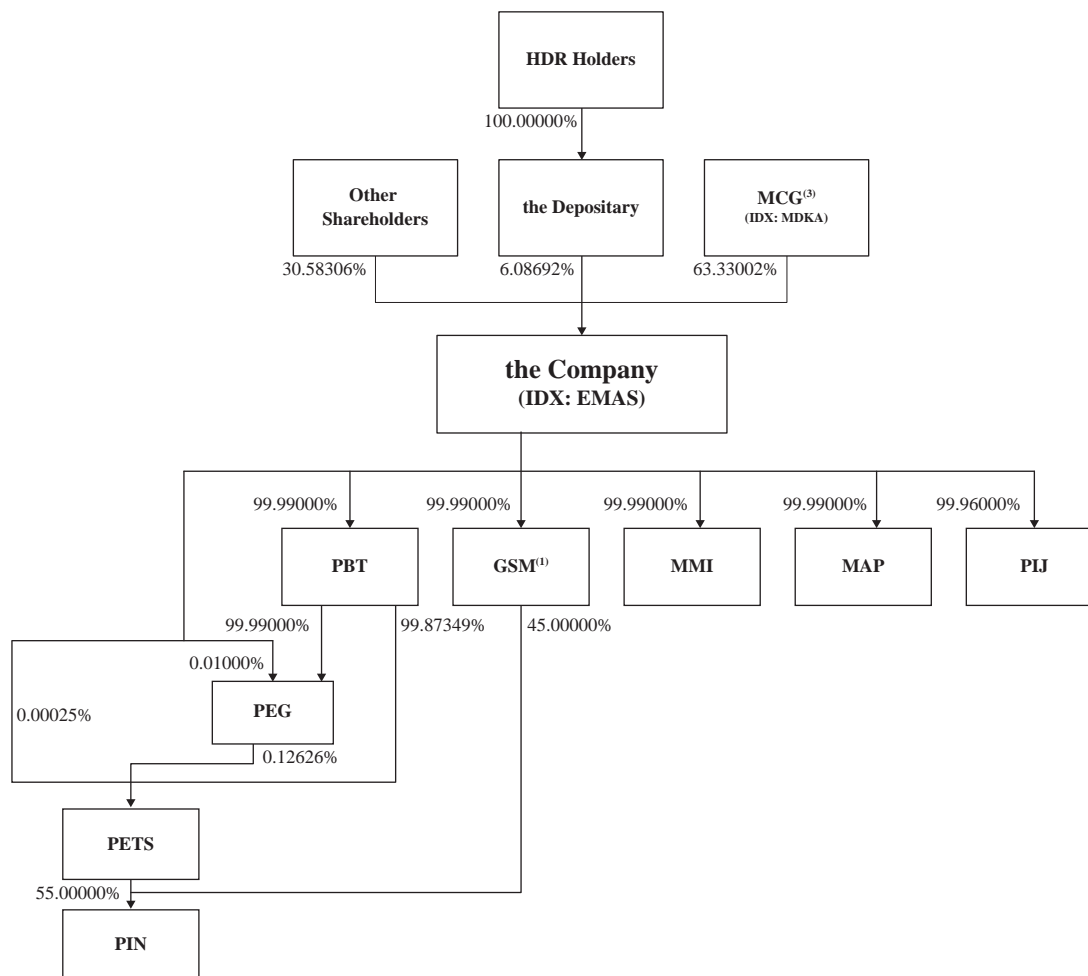 HDR Holders
100.00000%
Other
Shareholders
the Depositary
MCG(3)
(IDX: MDKA)
30.58306%
6.08692%
63.33002%
the Company
(IDX: EMAS)
99.99000%
99.99000%
99.99000%
99.99000%
99.96000%
PBT
GSM(1)
MMI
MAP
PIJ
99.99000%
99.87349%
45.00000%
0.01000%
PEG
0.00025%
0.12626%
PETS
55.00000%
PIN